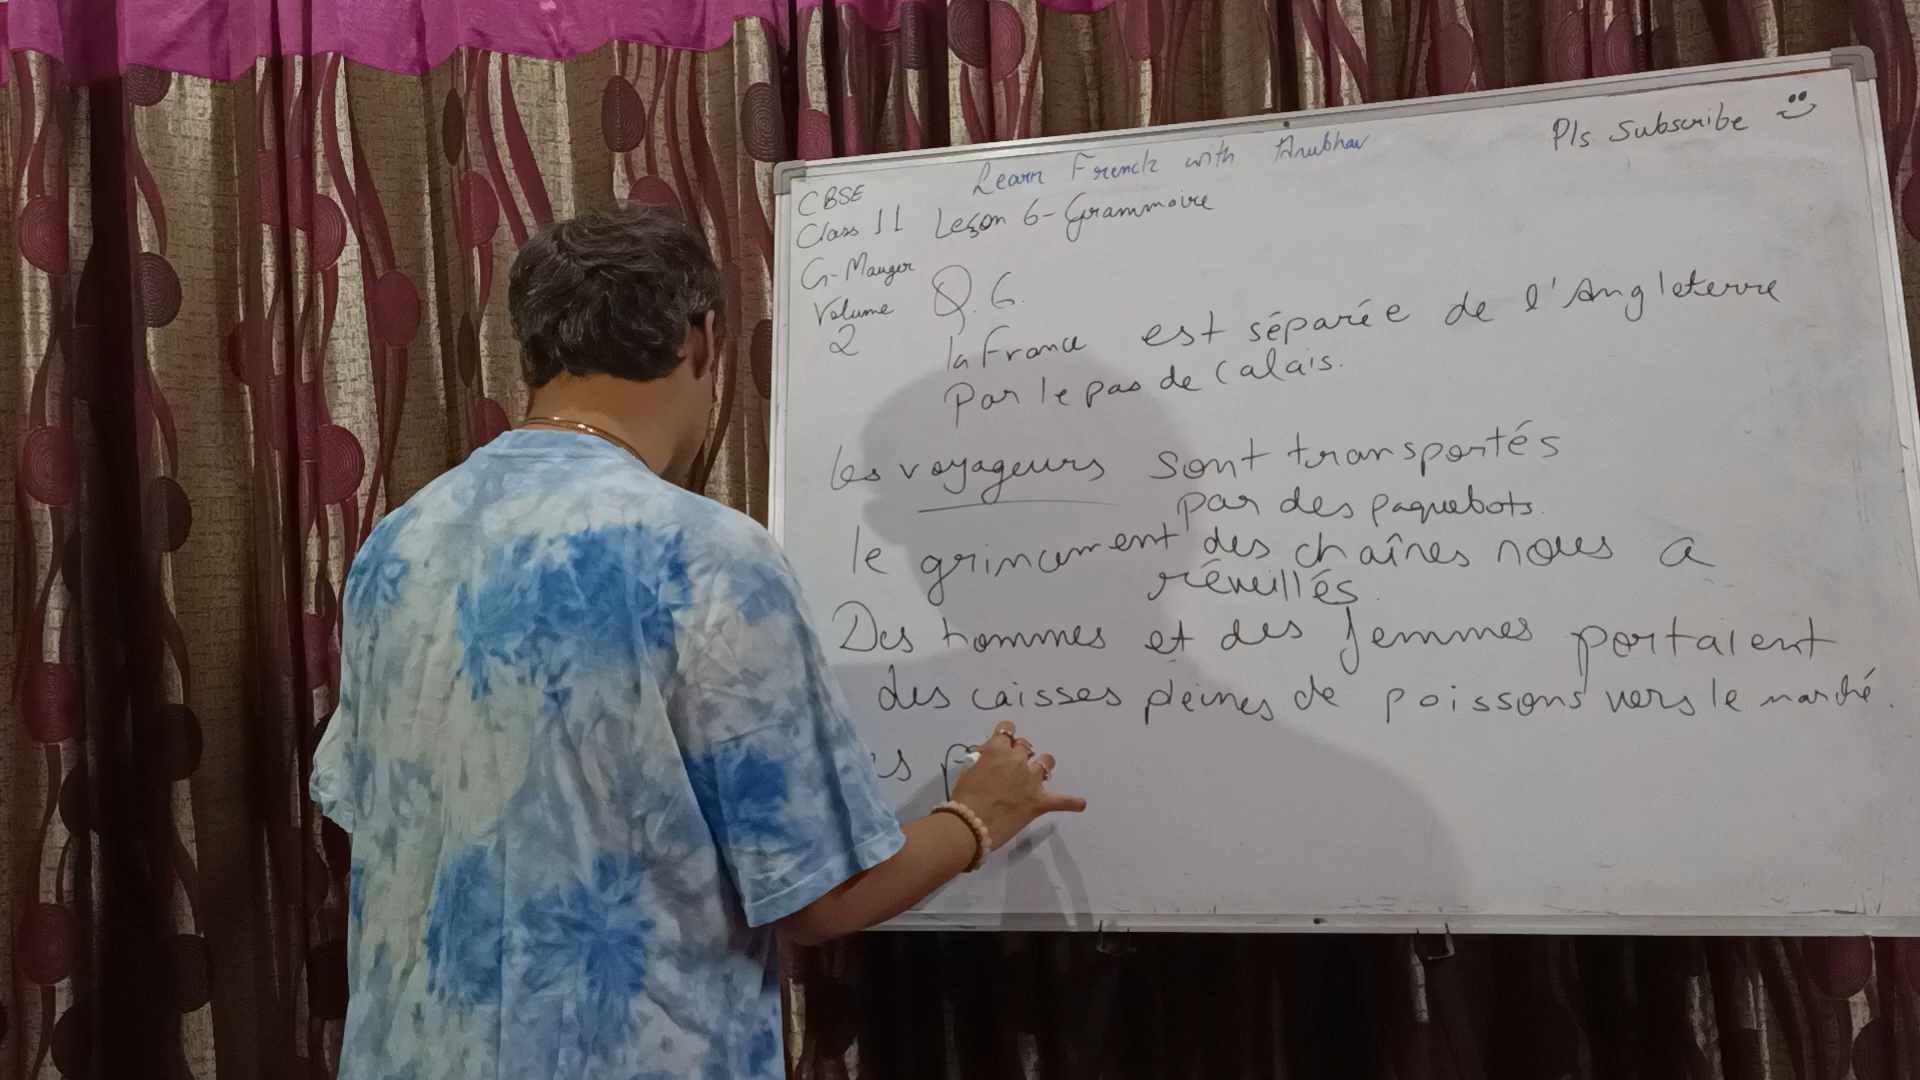 Pls Subscribe
Learn French with Anubhav
CBSE
Class 11 Leçon 6 - Grammaire
G-Mauger
Volume
2
Q. 6.
la France est séparée de l'Angleterre
Par le pas de Calais.
les voyageurs sont transportés
par des paquebots.
le grincement des chaînes nous a
réveillés.
Des hommes et des femmes portaient
des caisses pleines de poissons vers le marché.